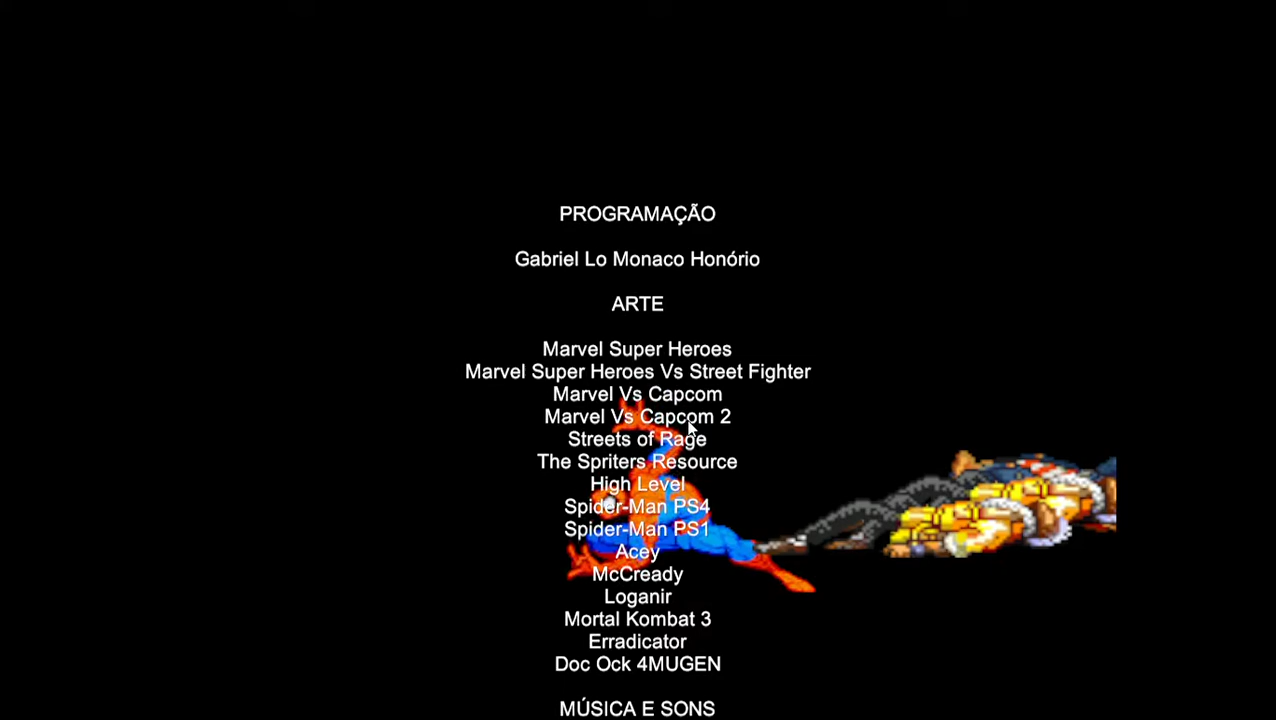 PROGRAMAÇÃO
Gabriel Lo Monaco Honório
ARTE
Marvel Super Heroes
Marvel Super Heroes Vs Street Fighter
Marvel Vs Capcom
Marvel Vs Capcom 2
Streets of Rage
The Spriters Resource
High Level
Spider-Man PS4
Spider-Man PS1
Acey
McCready
Loganir
Mortal Kombat 3
Erradicator
Doc Ock 4MUGEN
MÚSICA E SONS